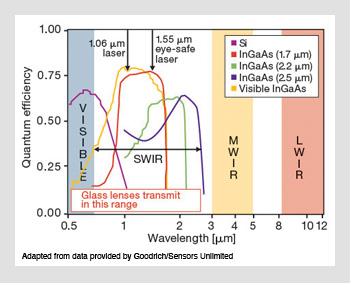 1.00
0.75
0.50
0.25
0.00
Quantum efficiency
1.06 µm
laser
1.55 µm
eye-safe
laser
Si
InGaAs (1.7 µm)
InGaAs (2.2 µm)
InGaAs (2.5 µm)
Visible InGaAs
VISIBLE
SWIR
MWIR
LWIR
Glass lenses transmit
in this range
0.5 1 2 3 4 5 8 10 12
Wavelength [µm]
Adapted from data provided by Goodrich/Sensors Unlimited